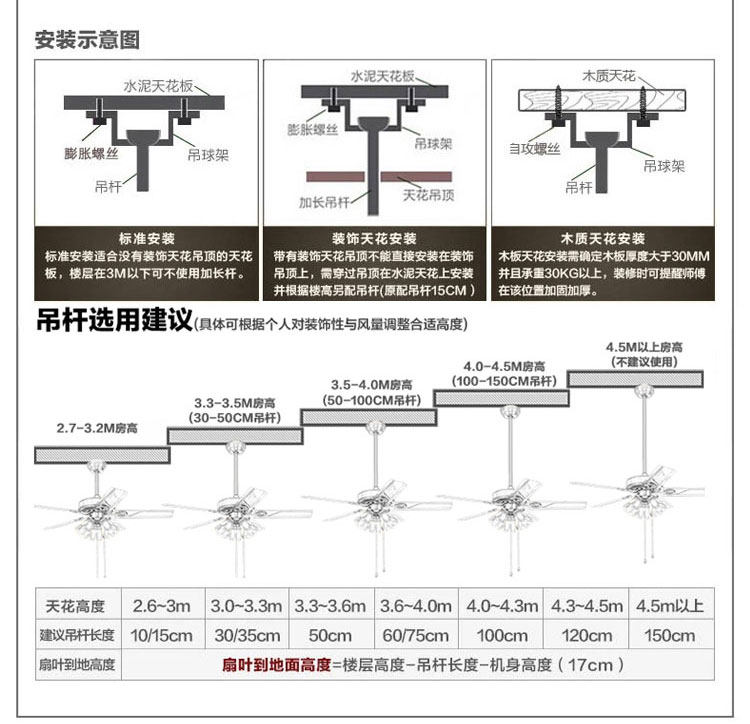 安装示意图
水泥天花板
膨胀螺丝
吊球架
吊杆
标准安装
标准安装适合没有装饰天花吊顶的天花
板，楼层在3M以下可不使用加长杆。
水泥天花板
膨胀螺丝
吊球架
加长吊杆
天花吊顶
装饰天花安装
带有装饰天花吊顶不能直接安装在装饰
吊顶上，需穿过吊顶在水泥天花上安装
并根据楼高另配吊杆(原配吊杆15CM）
木质天花
自攻螺丝
吊球架
吊杆
木质天花安装
木板天花安装需确定木板厚度大于30MM
并且承重30KG以上，装修时可提醒师傅
在该位置加固加厚。
吊杆选用建议(具体可根据个人对装饰性与风量调整合适高度)
2.7-3.2M房高
3.3-3.5M房高
(30-50CM吊杆)
3.5-4.0M房高
(50-100CM吊杆)
4.0-4.5M房高
(100-150CM吊杆)
4.5M以上房高
(不建议使用)
天花高度 2.6~3m 3.0~3.3m 3.3~3.6m 3.6~4.0m 4.0~4.3m 4.3~4.5m 4.5m以上
建议吊杆长度 10/15cm 30/35cm 50cm 60/75cm 100cm 120cm 150cm
扇叶到地高度 扇叶到地面高度=楼层高度-吊杆长度-机身高度（17cm）